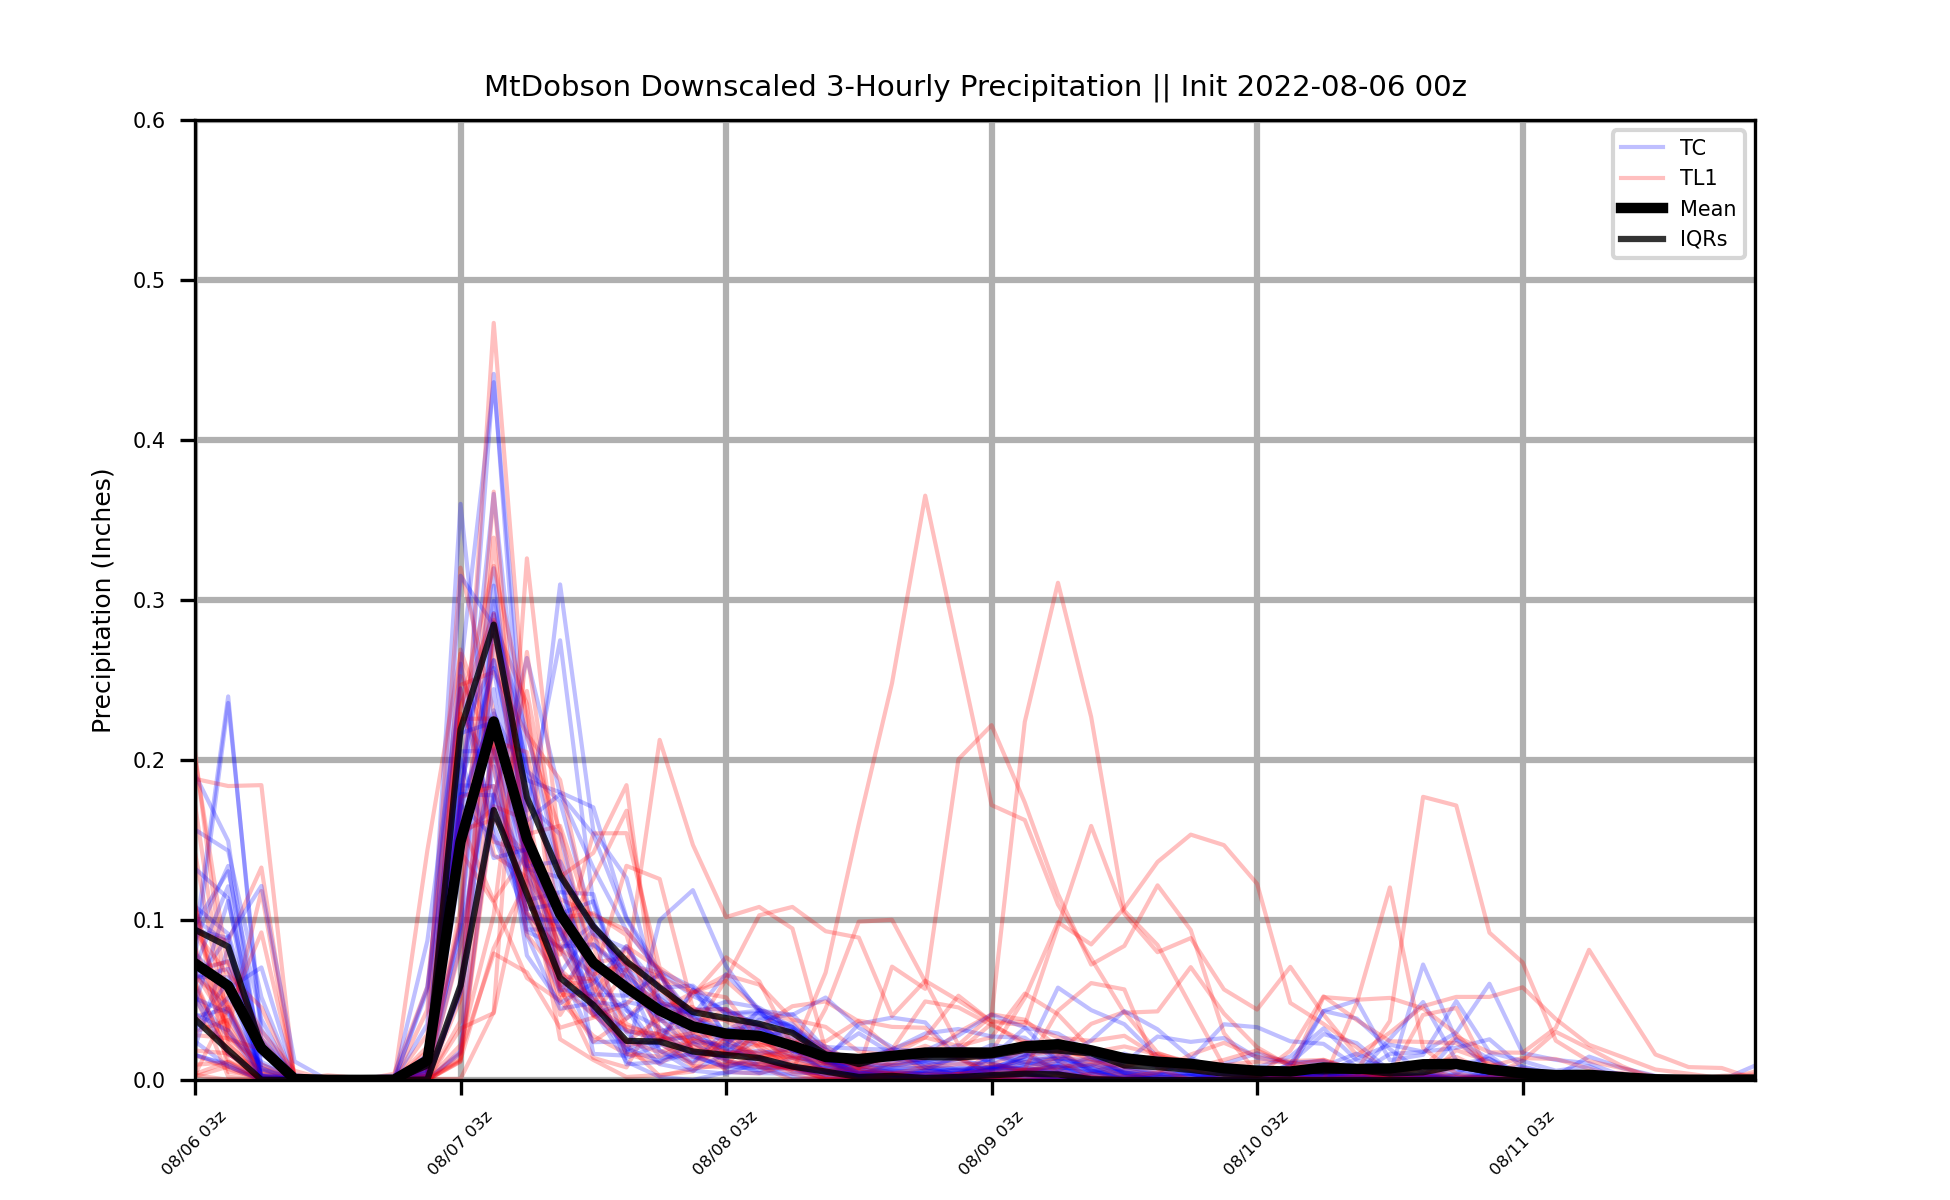 MtDobson Downscaled 3-Hourly Precipitation || Init 2022-08-06 00z
TC
TL1
Mean
IQRs
Precipitation (Inches)
0.6
0.5
0.4
0.3
0.2
0.1
0.0
08/06 03z
08/07 03z
08/08 03z
08/09 03z
08/10 03z
08/11 03z